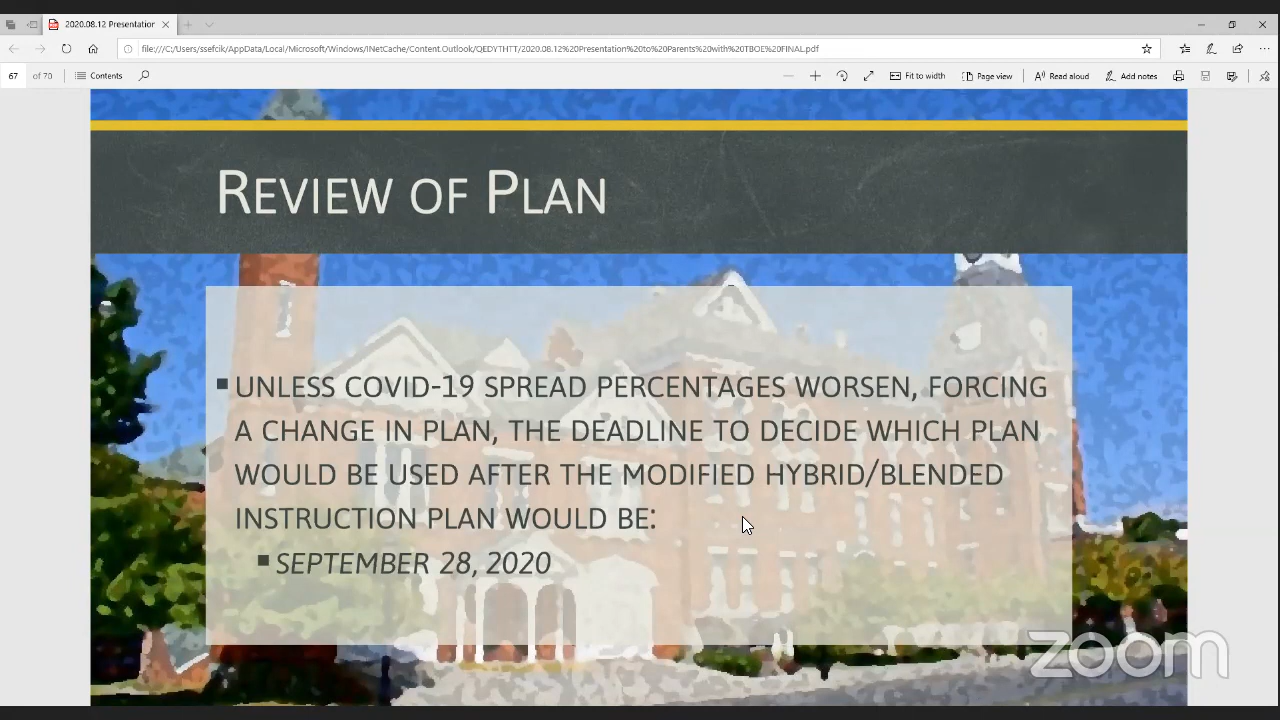 2020.08.12 Presentation
file:///C:/Users/ssefcik/AppData/Local/Microsoft/Windows/INetCache/Content.Outlook/QEDYTHTT/2020.08.12%20Presentation%20to%20Parents%20with%20TBOE%20FINAL.pdf
67 of 70 Contents Fit to width Page view Read aloud Add notes
REVIEW OF PLAN
UNLESS COVID-19 SPREAD PERCENTAGES WORSEN, FORCING
A CHANGE IN PLAN, THE DEADLINE TO DECIDE WHICH PLAN
WOULD BE USED AFTER THE MODIFIED HYBRID/BLENDED
INSTRUCTION PLAN WOULD BE:
SEPTEMBER 28, 2020
zoom